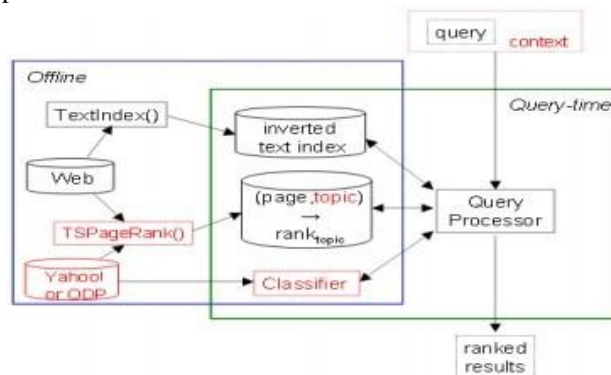 query
context
Offline
Query-time
TextIndex()
inverted
text index
Web
(page,topic)
→
rank topic
TSPageRank()
Query
Processor
Yahoo!
or ODP
Classifier
ranked
results